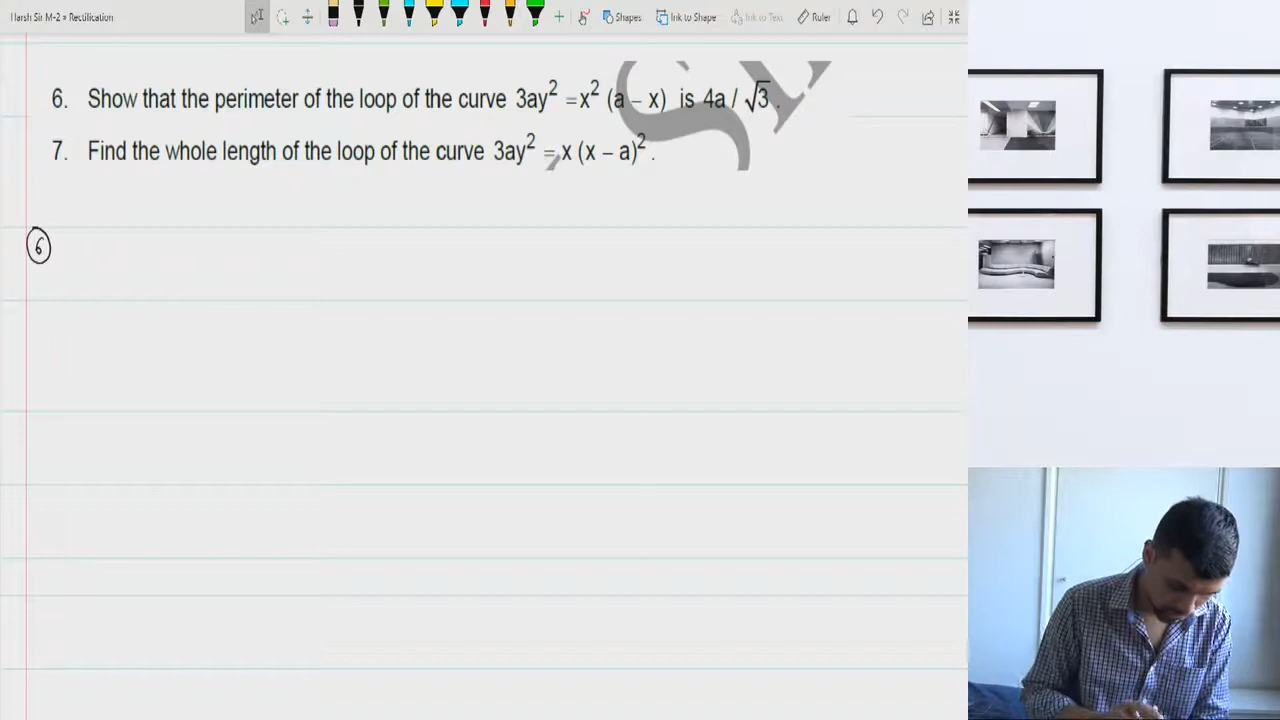 Harsh Sir M-2 » Rectification
Shapes
Ink to Shape
Ink to Text
Ruler
6. Show that the perimeter of the loop of the curve 3ay² =x² (a – x) is 4a / √3 .
7. Find the whole length of the loop of the curve 3ay² = x (x – a)² .
6